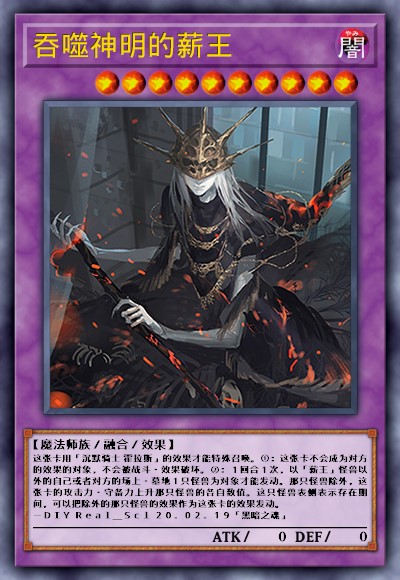 吞噬神明的薪王
やみ
闇
【魔法师族／融合／效果】
这张卡用「沉默骑士 霍拉斯」的效果才能特殊召唤。①：这张卡不会成为对方
的效果的对象，不会被战斗·效果破坏。②：1回合1次，以「薪王」怪兽以
外的自己或者对方的场上·墓地1只怪兽为对象才能发动。那只怪兽除外，这
张卡的攻击力·守备力上升那只怪兽的各自数值。这只怪兽表侧表示存在期
间，可以把除外的那只怪兽的效果作为这张卡的效果发动。
－DIY Real__Scl 20.02.19「黑暗之魂」
ATK/ 0 DEF/ 0